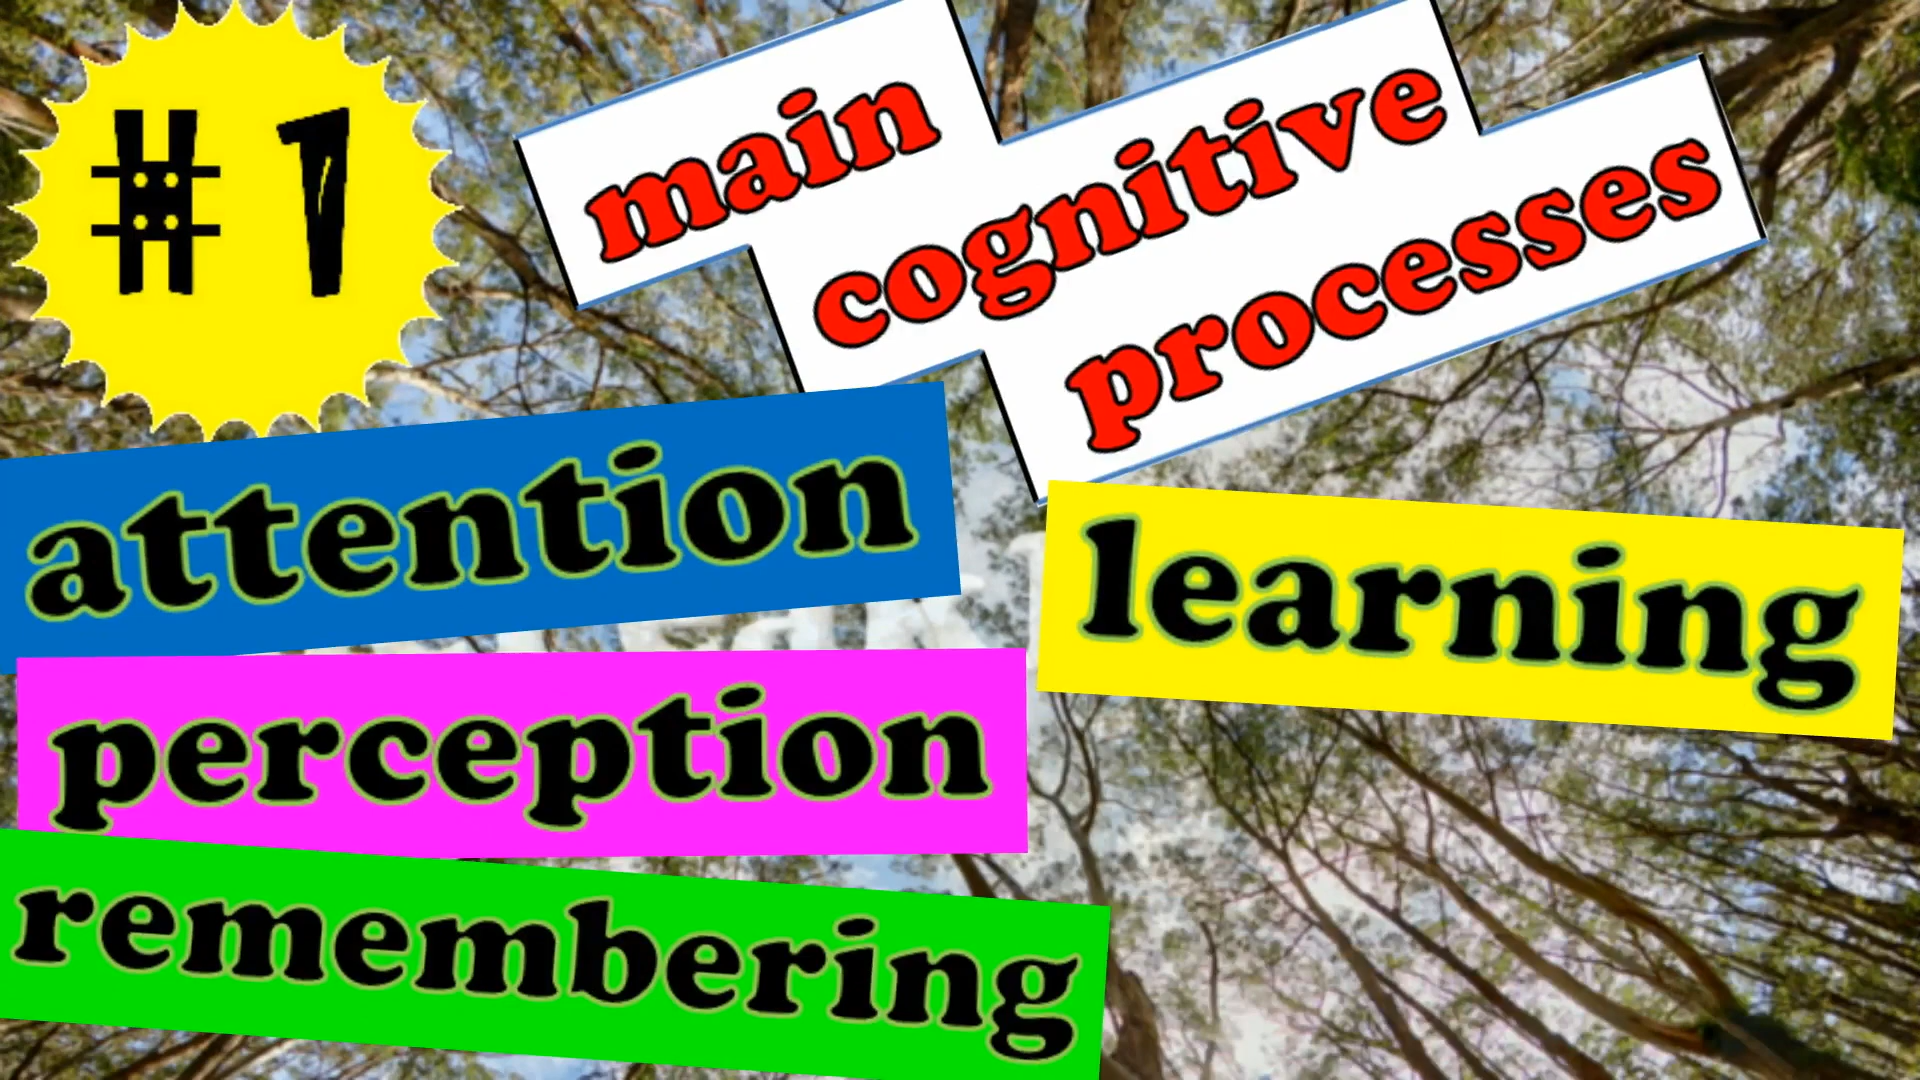 # 1
main
cognitive
processes
attention
learning
perception
remembering